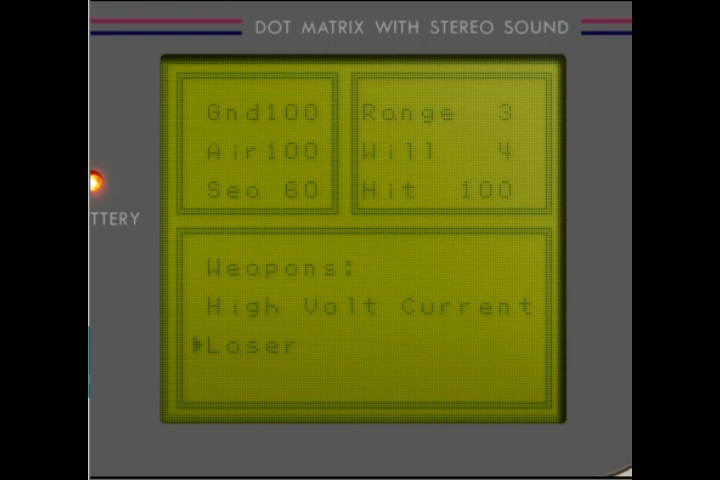 DOT MATRIX WITH STEREO SOUND
Gnd100
Air100
Sea 60
Range 3
Will 4
Hit 100
TTERY
Weapons:
High Volt Current
▶Laser